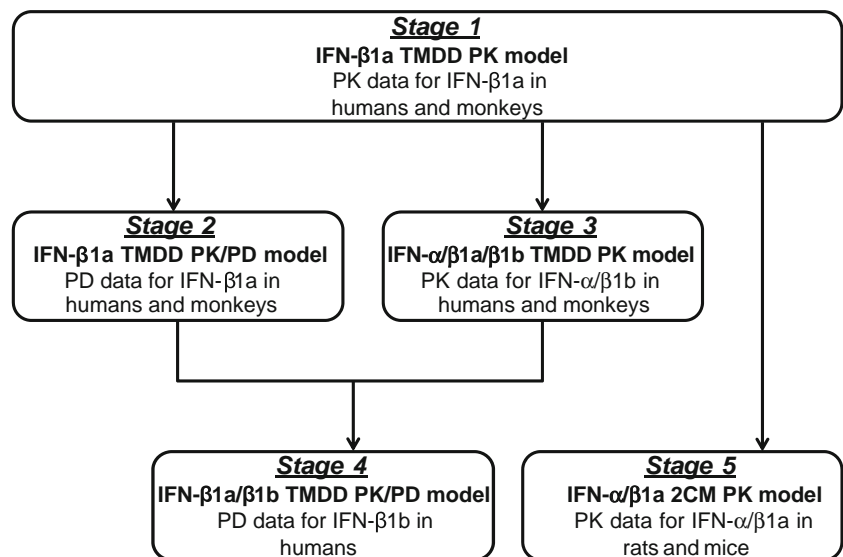 Stage 1
IFN-β1a TMDD PK model
PK data for IFN-β1a in
humans and monkeys
Stage 2
IFN-β1a TMDD PK/PD model
PD data for IFN-β1a in
humans and monkeys
Stage 3
IFN-α/β1a/β1b TMDD PK model
PK data for IFN-α/β1b in
humans and monkeys
Stage 4
IFN-β1a/β1b TMDD PK/PD model
PD data for IFN-β1b in
humans
Stage 5
IFN-α/β1a 2CM PK model
PK data for IFN-α/β1a in
rats and mice